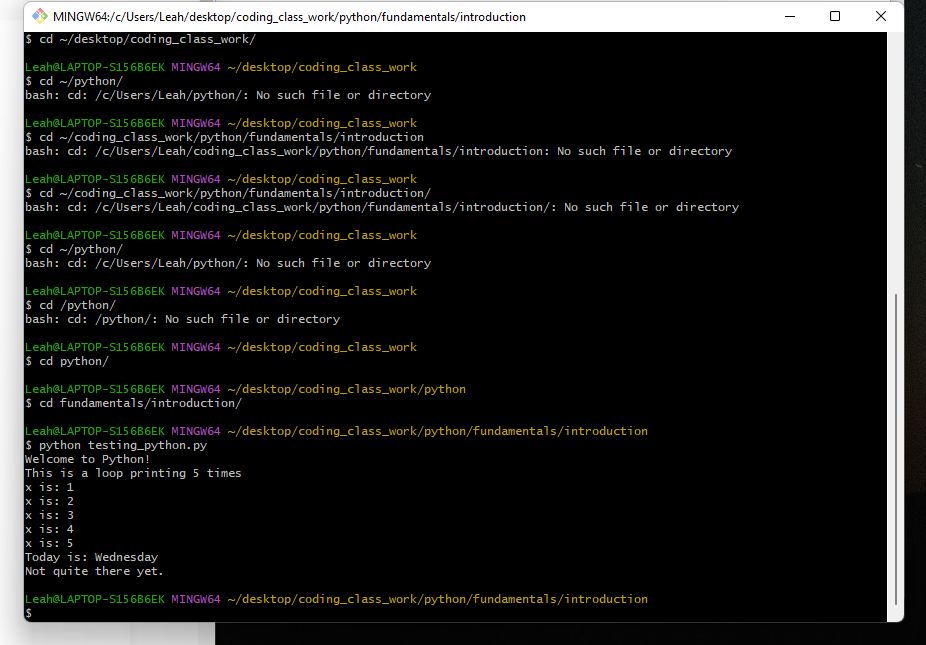 MINGW64:/c/Users/Leah/desktop/coding_class_work/python/fundamentals/introduction
$ cd ~/desktop/coding_class_work/
Leah@LAPTOP-S156B6EK MINGW64 ~/desktop/coding_class_work
$ cd ~/python/
bash: cd: /c/Users/Leah/python/: No such file or directory
Leah@LAPTOP-S156B6EK MINGW64 ~/desktop/coding_class_work
$ cd ~/coding_class_work/python/fundamentals/introduction
bash: cd: /c/Users/Leah/coding_class_work/python/fundamentals/introduction: No such file or directory
Leah@LAPTOP-S156B6EK MINGW64 ~/desktop/coding_class_work
$ cd ~/coding_class_work/python/fundamentals/introduction/
bash: cd: /c/Users/Leah/coding_class_work/python/fundamentals/introduction/: No such file or directory
Leah@LAPTOP-S156B6EK MINGW64 ~/desktop/coding_class_work
$ cd ~/python/
bash: cd: /c/Users/Leah/python/: No such file or directory
Leah@LAPTOP-S156B6EK MINGW64 ~/desktop/coding_class_work
$ cd /python/
bash: cd: /python/: No such file or directory
Leah@LAPTOP-S156B6EK MINGW64 ~/desktop/coding_class_work
$ cd python/
Leah@LAPTOP-S156B6EK MINGW64 ~/desktop/coding_class_work/python
$ cd fundamentals/introduction/
Leah@LAPTOP-S156B6EK MINGW64 ~/desktop/coding_class_work/python/fundamentals/introduction
$ python testing_python.py
Welcome to Python!
This is a loop printing 5 times
x is: 1
x is: 2
x is: 3
x is: 4
x is: 5
Today is: Wednesday
Not quite there yet.
Leah@LAPTOP-S156B6EK MINGW64 ~/desktop/coding_class_work/python/fundamentals/introduction
$